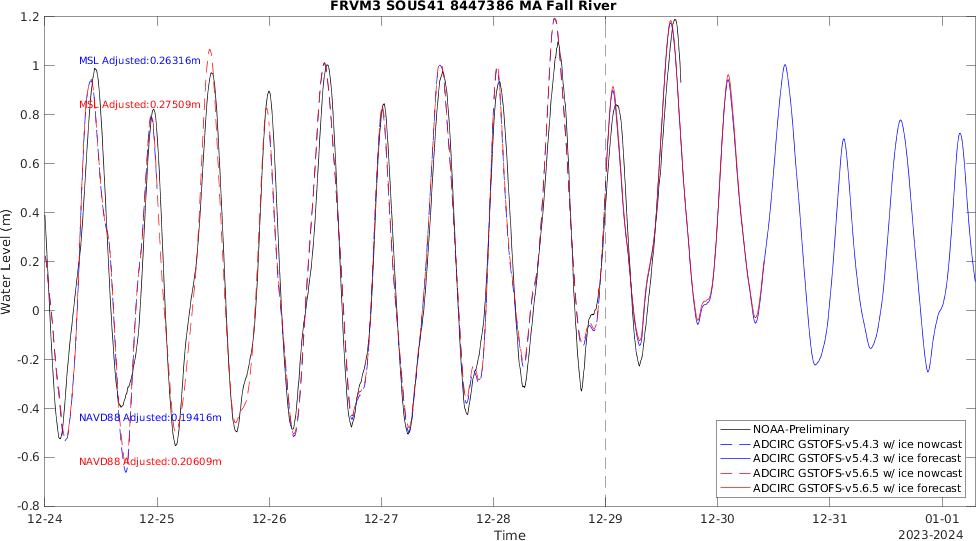 FRVM3 SOUS41 8447386 MA Fall River
1.2
1
0.8
0.6
0.4
0.2
0
-0.2
-0.4
-0.6
-0.8
Water Level (m)
MSL Adjusted:0.26316m
MSL Adjusted:0.27509m
NAVD88 Adjusted:0.19416m
NAVD88 Adjusted:0.20609m
NOAA-Preliminary
ADCIRC GSTOFS-v5.4.3 w/ ice nowcast
ADCIRC GSTOFS-v5.4.3 w/ ice forecast
ADCIRC GSTOFS-v5.6.5 w/ ice nowcast
ADCIRC GSTOFS-v5.6.5 w/ ice forecast
12-24 12-25 12-26 12-27 12-28 12-29 12-30 12-31 01-01
Time
2023-2024